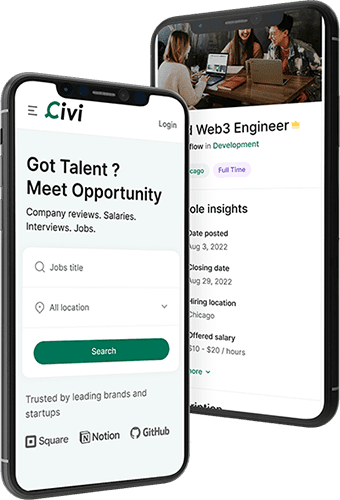 Civi
Login
Got Talent ?
Meet Opportunity
Company reviews. Salaries.
Interviews. Jobs.
Jobs title
All location
Search
Trusted by leading brands and
startups
Square
Notion
GitHub
d Web3 Engineer
flow in Development
cago
Full Time
ole insights
Date posted
Aug 3, 2022
Closing date
Aug 29, 2022
Hiring location
Chicago
Offered salary
$10 - $20 / hours
more
ription